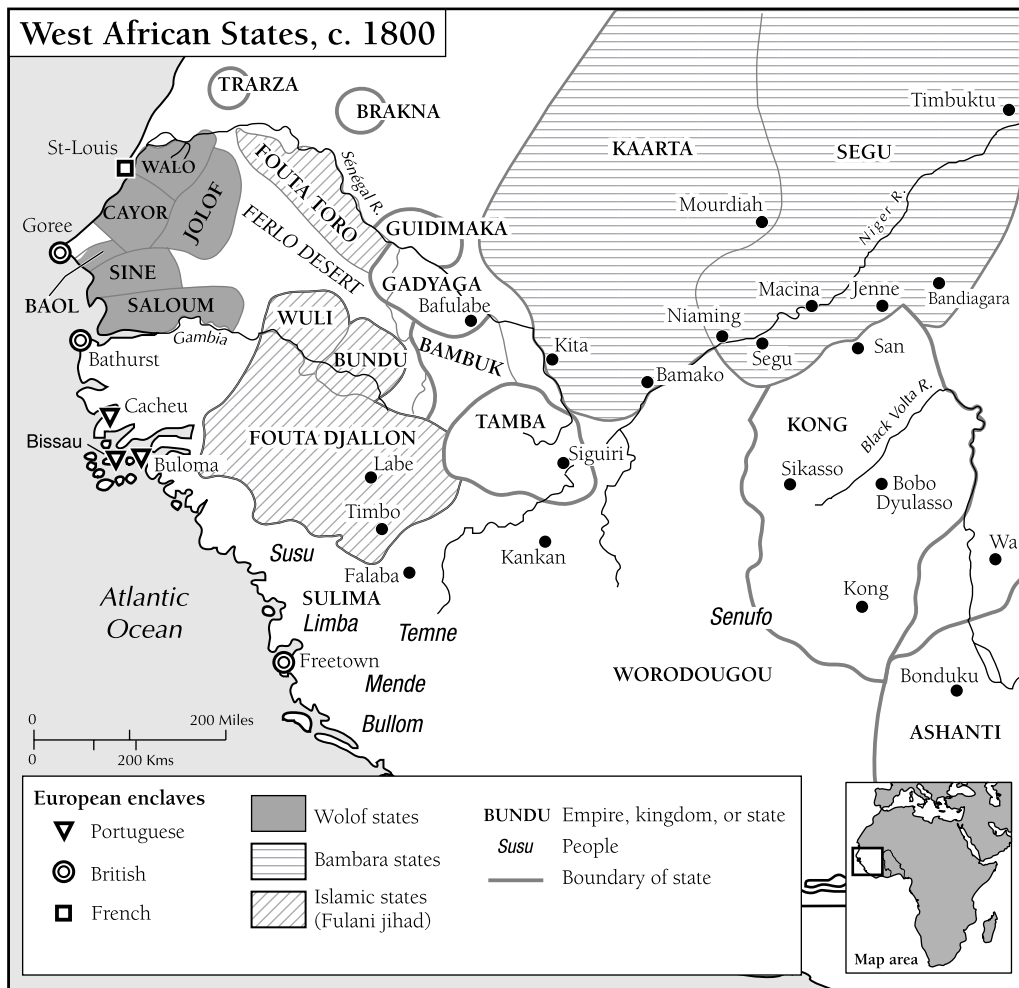 West African States, c. 1800
TRARZA
BRAKNA
Timbuktu
St-Louis
WALO
FOUTA TORO
Sénégal R.
KAARTA
SEGU
CAYOR
JOLOF
Mourdiah
Niger R.
Goree
FERLO DESERT
GUIDIMAKA
SINE
GADYAGA
BAOL
SALOUM
Bafulabe
Macina
Jenne
Bandiagara
WULI
Niaming
Gambia
BUNDU
BAMBUK
Kita
Segu
San
Bathurst
Bamako
Cacheu
TAMBA
KONG
Black Volta R.
Bissau
FOUTA DJALLON
Buloma
Labe
Siguiri
Sikasso
Bobo
Dyulasso
Timbo
Susu
Kankan
Wa
Falaba
Atlantic
Ocean
SULIMA
Limba
Temne
Kong
Senufo
Freetown
Mende
WORODOUGOU
Bonduku
Bullom
ASHANTI
0
200 Miles
0
200 Kms
European enclaves
Portuguese
British
French
Wolof states
Bambara states
Islamic states
(Fulani jihad)
BUNDU Empire, kingdom, or state
Susu People
Boundary of state
Map area